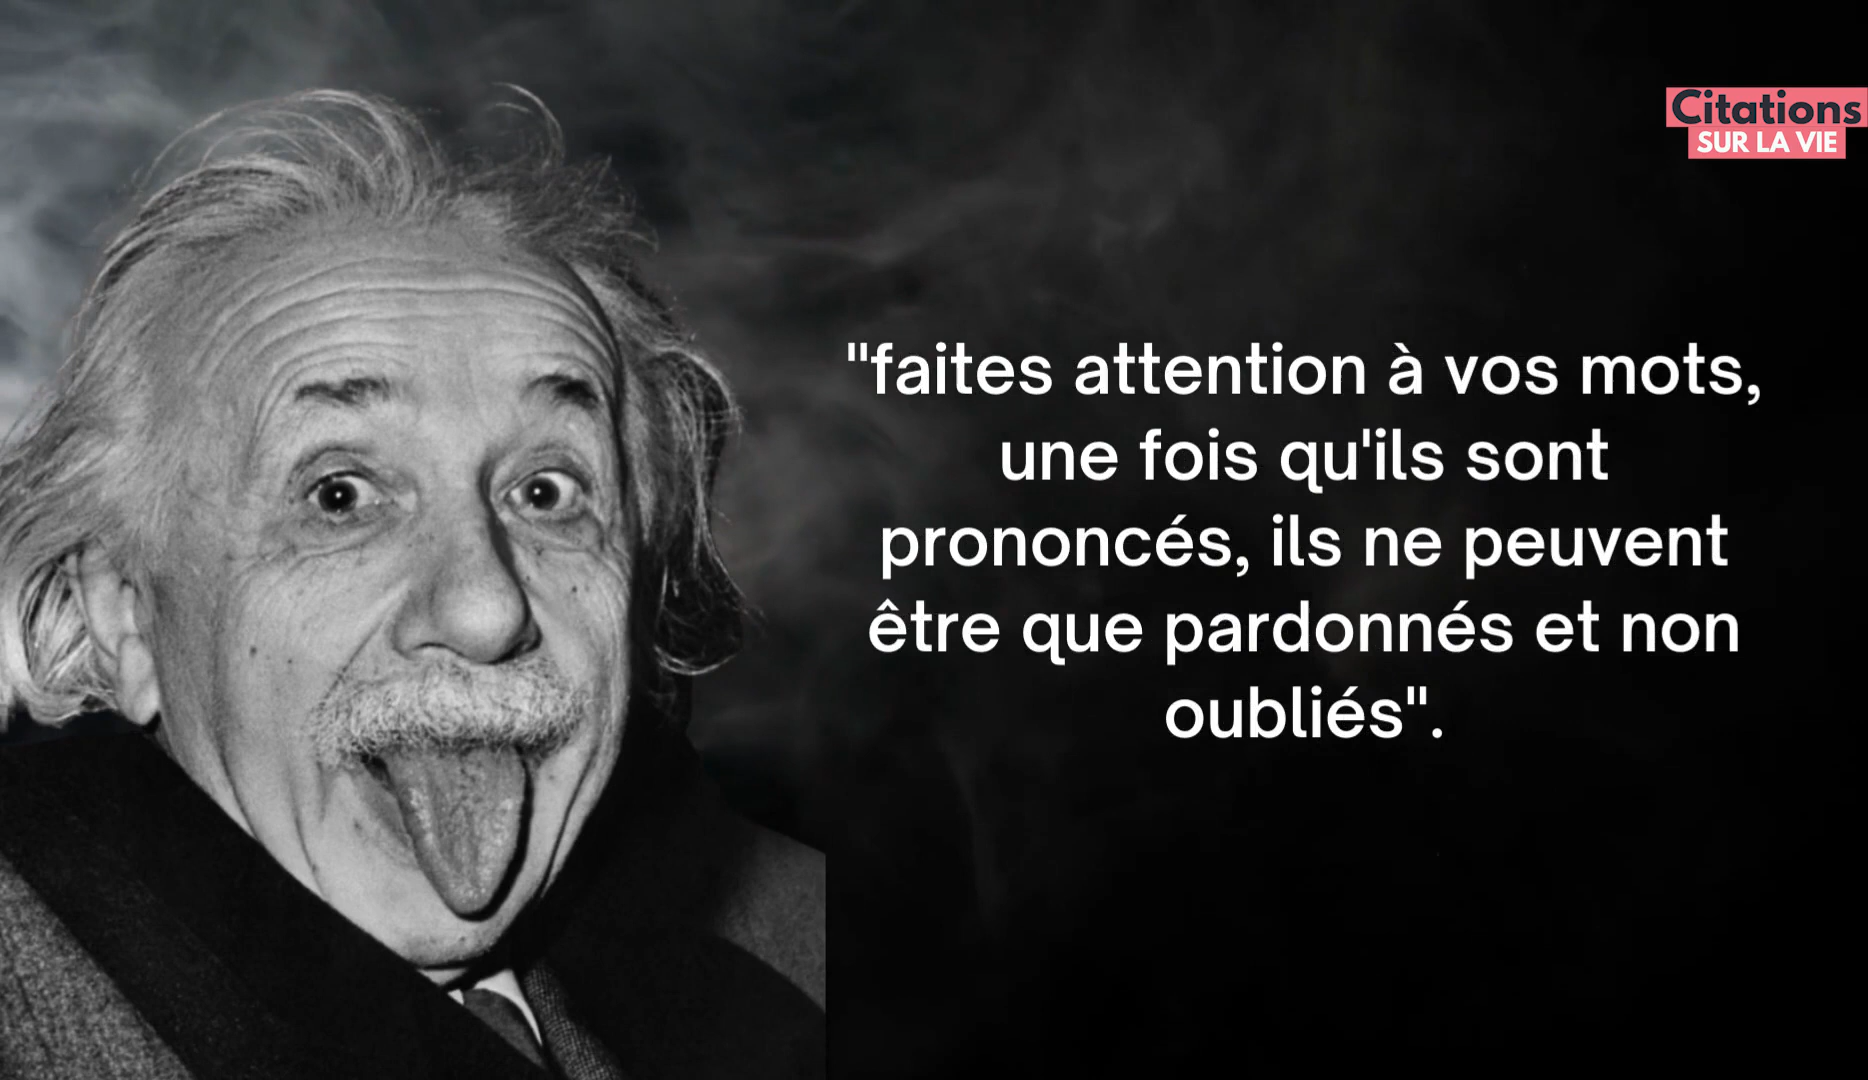 Citations
SUR LA VIE
"faites attention à vos mots,
une fois qu'ils sont
prononcés, ils ne peuvent
être que pardonnés et non
oubliés".